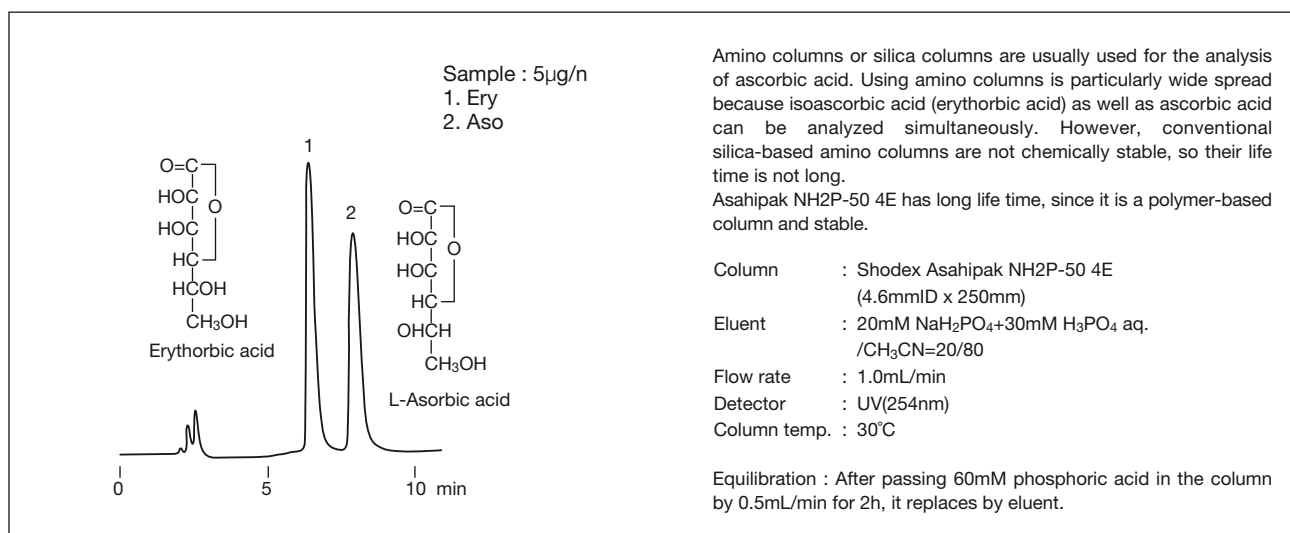 Sample : 5µg/n
1. Ery
2. Aso
1
2
O=C
HOC
O
HOC
HC
HCOH
CH3OH
Erythorbic acid
O=C
HOC
O
HOC
HC
OHCH
CH3OH
L-Asorbic acid
0 5 10 min
Amino columns or silica columns are usually used for the analysis
of ascorbic acid. Using amino columns is particularly wide spread
because isoascorbic acid (erythorbic acid) as well as ascorbic acid
can be analyzed simultaneously. However, conventional
silica-based amino columns are not chemically stable, so their life
time is not long.
Asahipak NH2P-50 4E has long life time, since it is a polymer-based
column and stable.
Column : Shodex Asahipak NH2P-50 4E
(4.6mmID x 250mm)
Eluent : 20mM NaH₂PO₄+30mM H₃PO₄ aq.
/CH₃CN=20/80
Flow rate : 1.0mL/min
Detector : UV(254nm)
Column temp. : 30°C
Equilibration : After passing 60mM phosphoric acid in the column
by 0.5mL/min for 2h, it replaces by eluent.